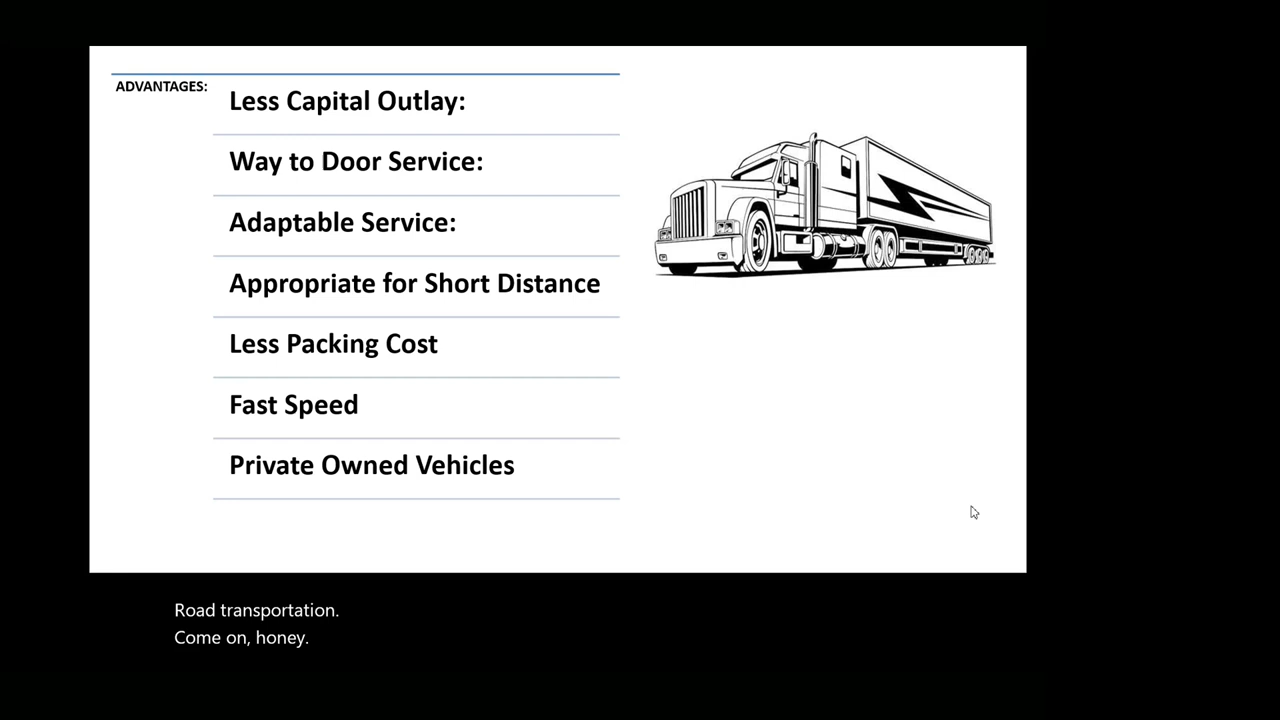 ADVANTAGES:
Less Capital Outlay:
Way to Door Service:
Adaptable Service:
Appropriate for Short Distance
Less Packing Cost
Fast Speed
Private Owned Vehicles
Road transportation.
Come on, honey.